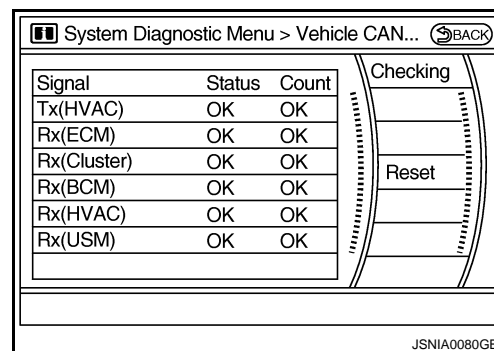 System Diagnostic Menu > Vehicle CAN... BACK
Checking
Signal Status Count
Tx(HVAC) OK OK
Rx(ECM) OK OK
Rx(Cluster) OK OK
Reset
Rx(BCM) OK OK
Rx(HVAC) OK OK
Rx(USM) OK OK
JSNIA0080GB